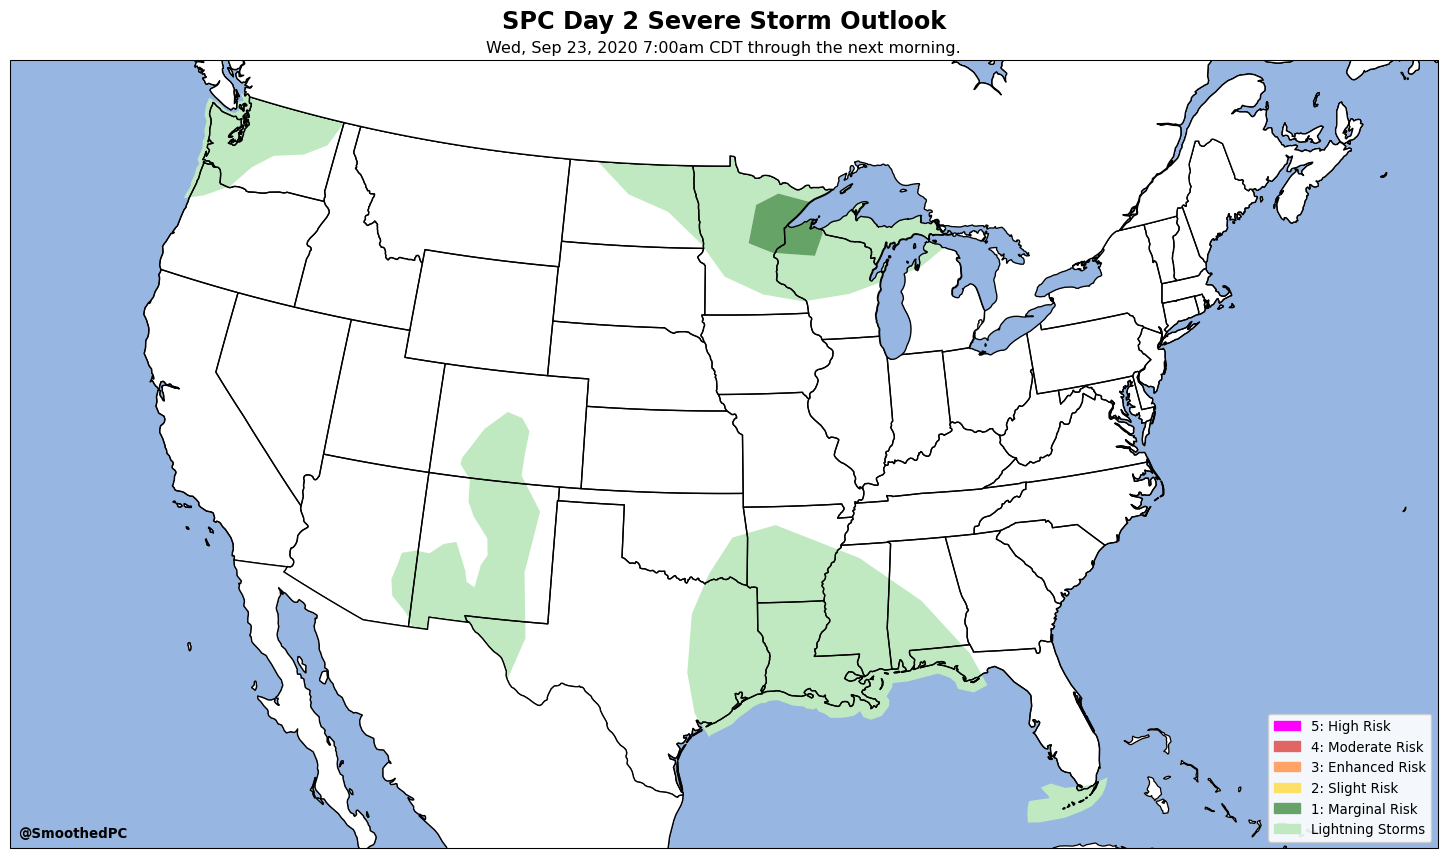 SPC Day 2 Severe Storm Outlook
Wed, Sep 23, 2020 7:00am CDT through the next morning.
5: High Risk
4: Moderate Risk
3: Enhanced Risk
2: Slight Risk
1: Marginal Risk
Lightning Storms
@SmoothedPC